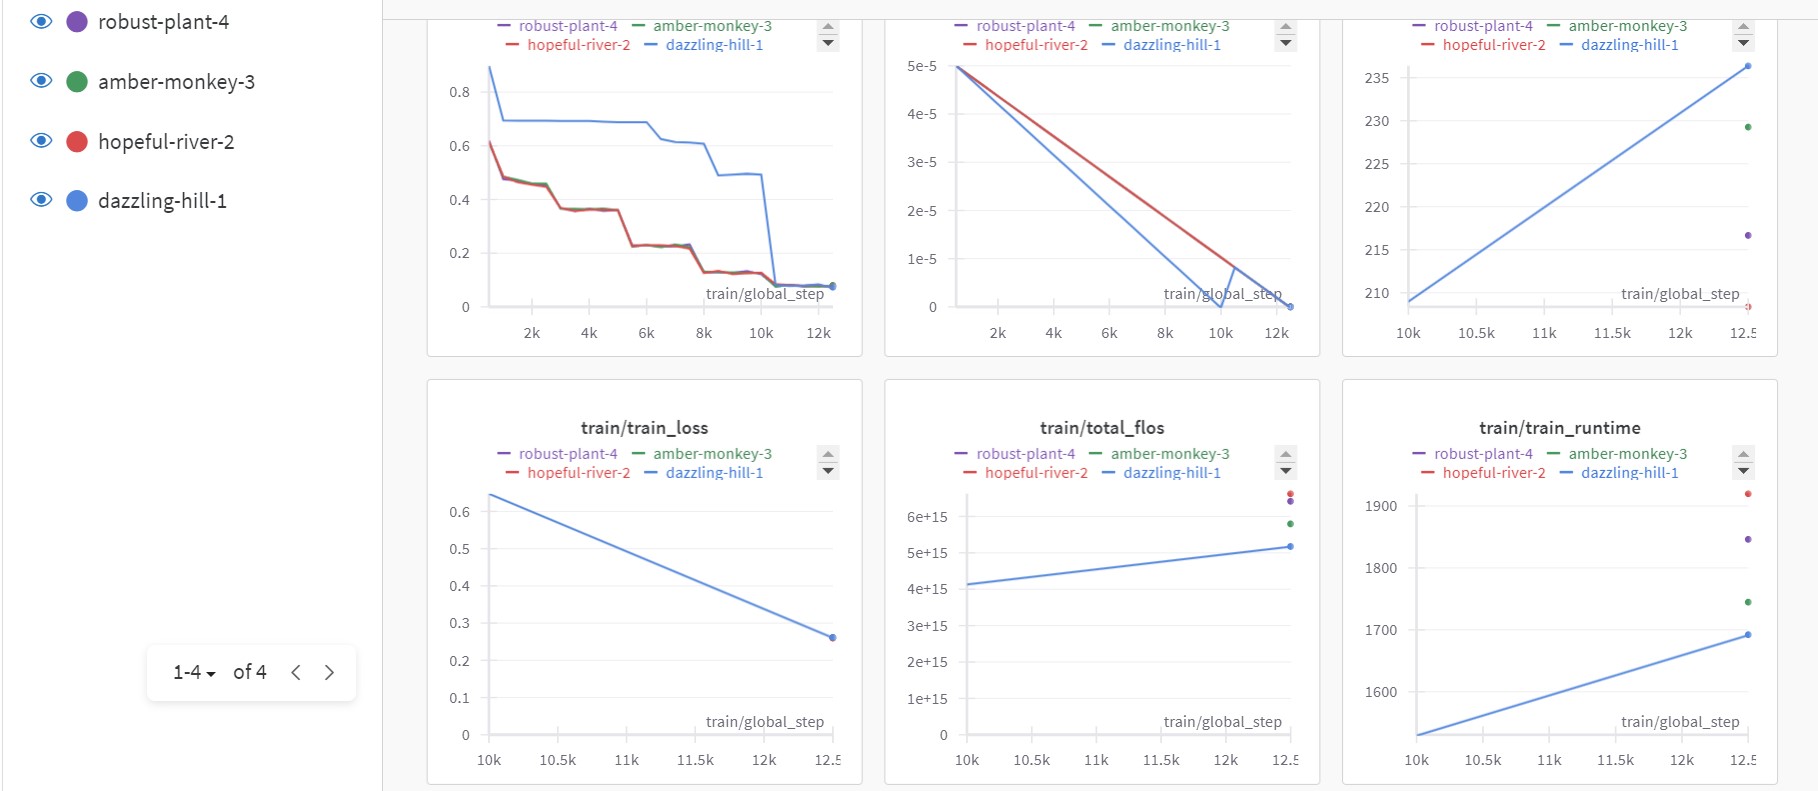 robust-plant-4
amber-monkey-3
hopeful-river-2
dazzling-hill-1
1-4 of 4
robust-plant-4 amber-monkey-3
hopeful-river-2 dazzling-hill-1
0.8
0.6
0.4
0.2
0
train/global_step
2k 4k 6k 8k 10k 12k
robust-plant-4 amber-monkey-3
hopeful-river-2 dazzling-hill-1
5e-5
4e-5
3e-5
2e-5
1e-5
0
train/global_step
2k 4k 6k 8k 10k 12k
robust-plant-4 amber-monkey-3
hopeful-river-2 dazzling-hill-1
235
230
225
220
215
210
train/global_step
10k 10.5k 11k 11.5k 12k 12.5
train/train_loss
robust-plant-4 amber-monkey-3
hopeful-river-2 dazzling-hill-1
0.6
0.5
0.4
0.3
0.2
0.1
0
train/global_step
10k 10.5k 11k 11.5k 12k 12.5
train/total_flos
robust-plant-4 amber-monkey-3
hopeful-river-2 dazzling-hill-1
6e+15
5e+15
4e+15
3e+15
2e+15
1e+15
0
train/global_step
10k 10.5k 11k 11.5k 12k 12.5
train/train_runtime
robust-plant-4 amber-monkey-3
hopeful-river-2 dazzling-hill-1
1900
1800
1700
1600
train/global_step
10k 10.5k 11k 11.5k 12k 12.5